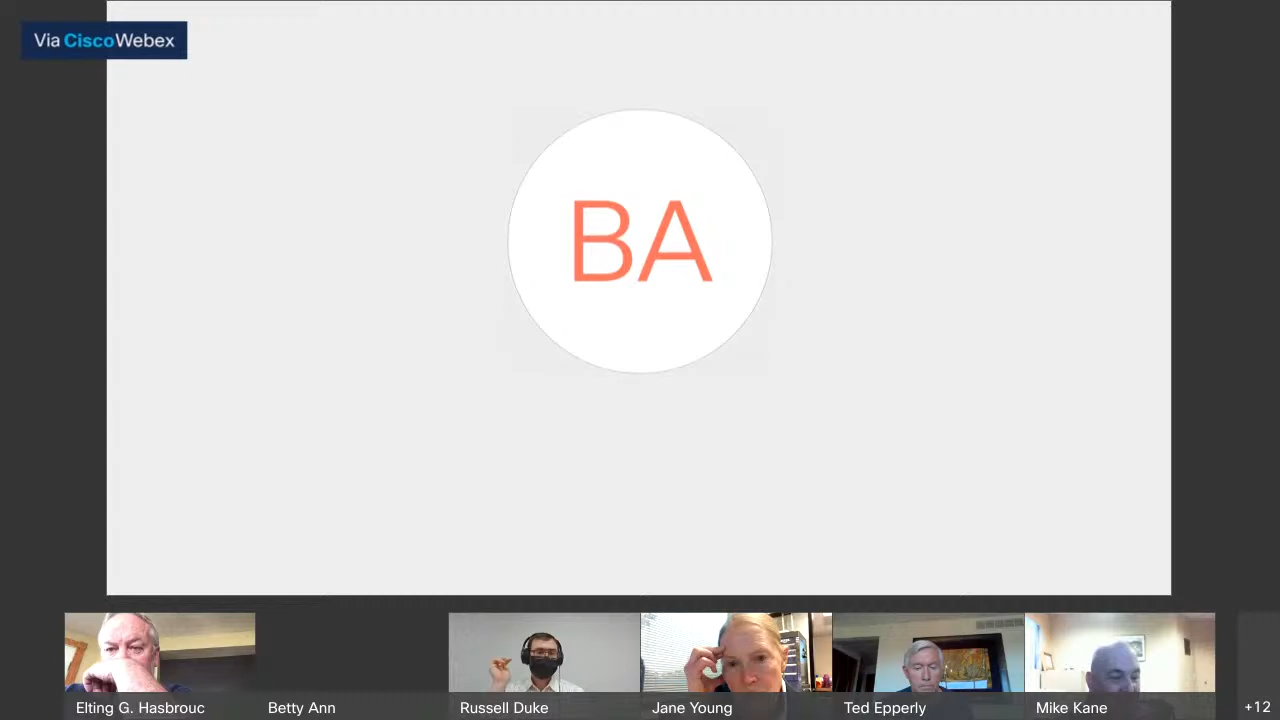 Via CiscoWebex
BA
Elting G. Hasbrouc
Betty Ann
Russell Duke
Jane Young
Ted Epperly
Mike Kane
+12